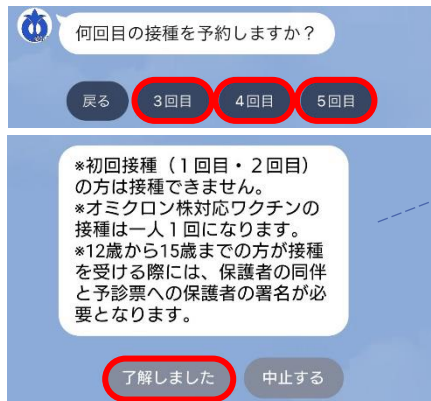 何回目の接種を予約しますか？
戻る 3回目 4回目 5回目
※初回接種（１回目・２回目）
の方は接種できません。
※オミクロン株対応ワクチンの
接種は一人１回になります。
※12歳から15歳までの方が接種
を受ける際には、保護者の同伴
と予診票への保護者の署名が必
要となります。
了解しました 中止する